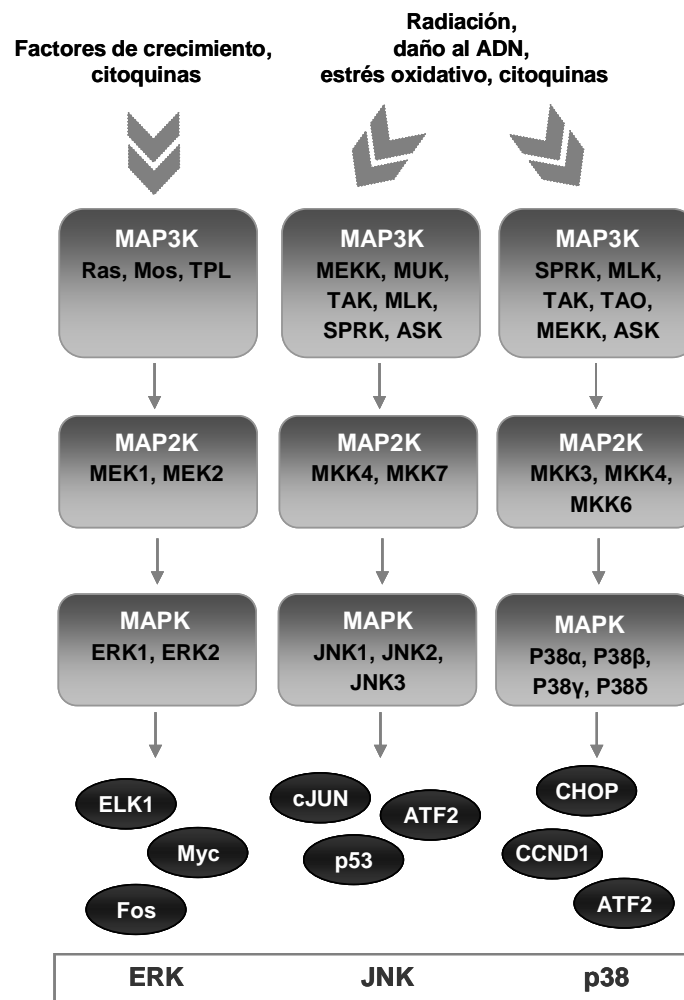 Factores de crecimiento,
citoquinas
Radiación,
daño al ADN,
estrés oxidativo, citoquinas
MAP3K
Ras, Mos, TPL
MAP3K
MEKK, MUK,
TAK, MLK,
SPRK, ASK
MAP3K
SPRK, MLK,
TAK, TAO,
MEKK, ASK
MAP2K
MEK1, MEK2
MAP2K
MKK4, MKK7
MAP2K
MKK3, MKK4,
MKK6
MAPK
ERK1, ERK2
MAPK
JNK1, JNK2,
JNK3
MAPK
P38α, P38β,
P38γ, P38δ
ELK1
Myc
Fos
cJUN
ATF2
p53
CHOP
CCND1
ATF2
ERK JNK p38